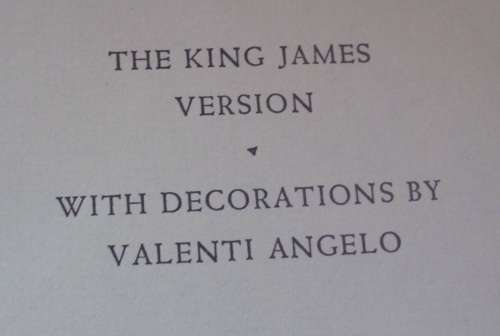 THE KING JAMES
VERSION
WITH DECORATIONS BY
VALENTI ANGELO